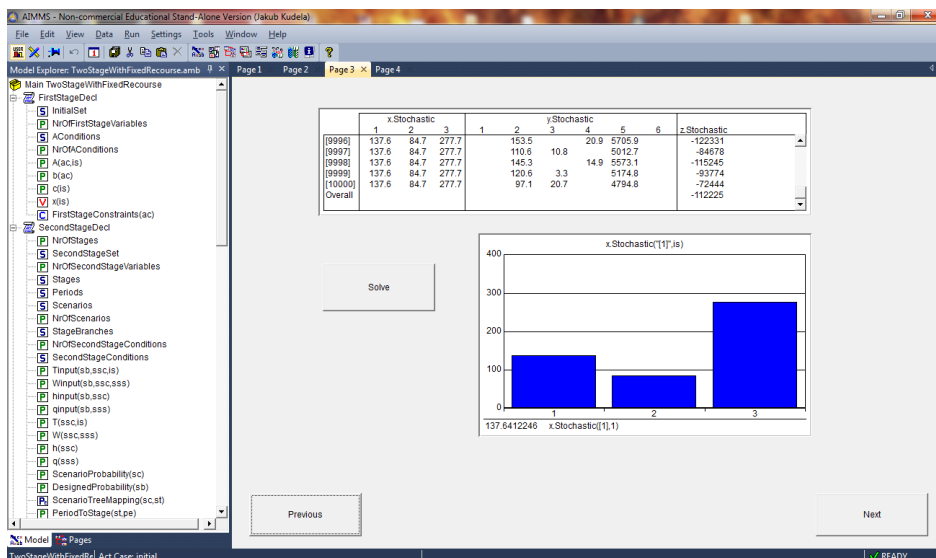 AIMMS - Non-commercial Educational Stand-Alone Version (Jakub Kudela)
File Edit View Data Run Settings Tools Window Help
Model Explorer: TwoStageWithFixedRecourse.amb
Page 1 Page 2 Page 3 Page 4
Main TwoStageWithFixedRecourse
FirstStageDecl
S InitialSet
P NrOfFirstStageVariables
S AConditions
P NrOfAConditions
P A(ac,is)
P b(ac)
P c(is)
V x(is)
C FirstStageConstraints(ac)
SecondStageDecl
P NrOfStages
S SecondStageSet
P NrOfSecondStageVariables
S Stages
S Periods
S Scenarios
P NrOfScenarios
S StageBranches
P NrOfSecondStageConditions
S SecondStageConditions
P Tinput(sb,ssc,is)
P Winput(sb,ssc,sss)
P hinput(sb,ssc)
P qinput(sb,sss)
P T(ssc,is)
P W(ssc,sss)
P h(ssc)
P q(sss)
P ScenarioProbability(sc)
P DesignedProbability(sb)
P ScenarioTreeMapping(sc,st)
P PeriodToStage(st,pe)
Model Pages
x.Stochastic y.Stochastic
1 2 3 1 2 3 4 5 6 z.Stochastic
[9996] 137.6 84.7 277.7 153.5 20.9 5705.9 -122331
[9997] 137.6 84.7 277.7 110.6 10.8 5012.7 -84678
[9998] 137.6 84.7 277.7 145.3 14.9 5573.1 -115245
[9999] 137.6 84.7 277.7 120.6 3.3 5174.8 -93774
[10000] 137.6 84.7 277.7 97.1 20.7 4794.8 -72444
Overall -112225
Solve
x.Stochastic("[1]",is)
400
300
200
100
0
1 2 3
137.6412246 x.Stochastic([1],1)
Previous
Next
TwoStageWithFixedRe Act.Case: initial READY